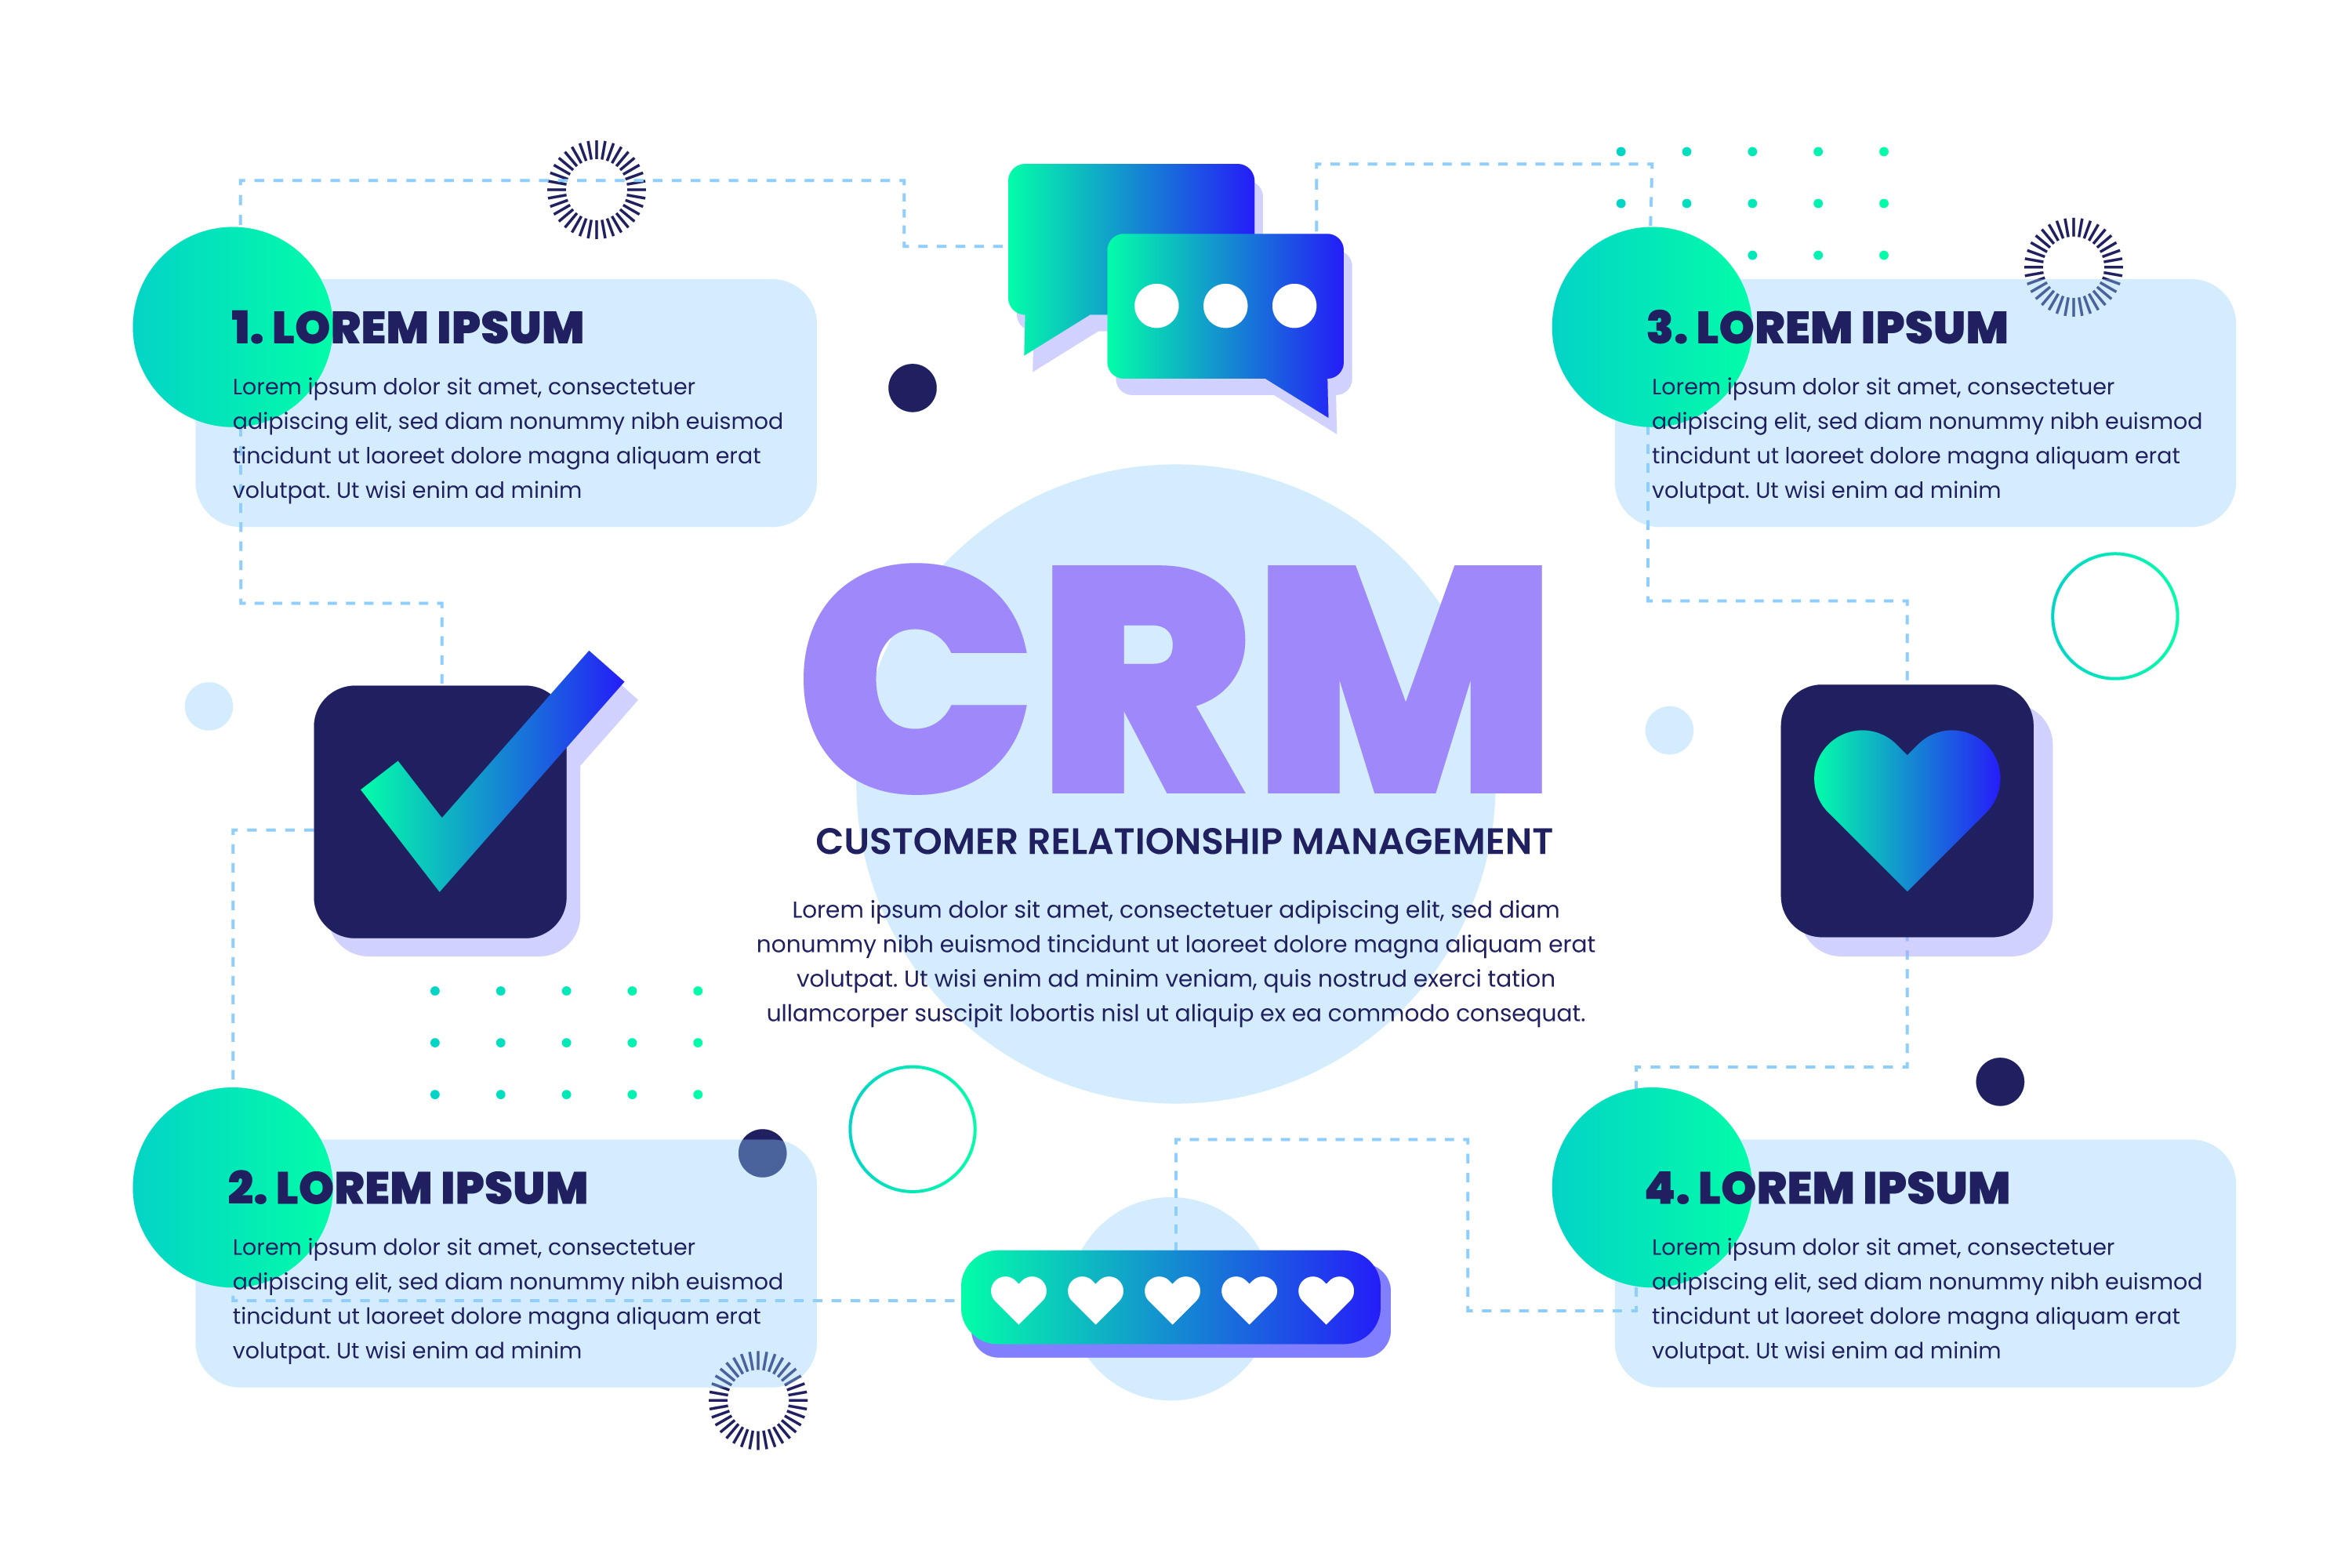 1. LOREM IPSUM
Lorem ipsum dolor sit amet, consectetuer
adipiscing elit, sed diam nonummy nibh euismod
tincidunt ut laoreet dolore magna aliquam erat
volutpat. Ut wisi enim ad minim
2. LOREM IPSUM
Lorem ipsum dolor sit amet, consectetuer
adipiscing elit, sed diam nonummy nibh euismod
tincidunt ut laoreet dolore magna aliquam erat
volutpat. Ut wisi enim ad minim
CRM
CUSTOMER RELATIONSHIP MANAGEMENT
Lorem ipsum dolor sit amet, consectetuer adipiscing elit, sed diam
nonummy nibh euismod tincidunt ut laoreet dolore magna aliquam erat
volutpat. Ut wisi enim ad minim veniam, quis nostrud exerci tation
ullamcorper suscipit lobortis nisl ut aliquip ex ea commodo consequat.
3. LOREM IPSUM
Lorem ipsum dolor sit amet, consectetuer
adipiscing elit, sed diam nonummy nibh euismod
tincidunt ut laoreet dolore magna aliquam erat
volutpat. Ut wisi enim ad minim
4. LOREM IPSUM
Lorem ipsum dolor sit amet, consectetuer
adipiscing elit, sed diam nonummy nibh euismod
tincidunt ut laoreet dolore magna aliquam erat
volutpat. Ut wisi enim ad minim